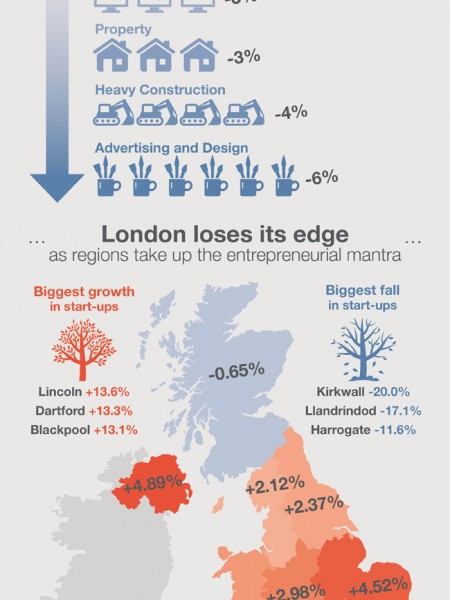 Property
-3%
Heavy Construction
-4%
Advertising and Design
-6%
... London loses its edge ...
as regions take up the entrepreneurial mantra
Biggest growth
in start-ups
Lincoln +13.6%
Dartford +13.3%
Blackpool +13.1%
Biggest fall
in start-ups
Kirkwall -20.0%
Llandrindod -17.1%
Harrogate -11.6%
-0.65%
+4.89%
+2.12%
+2.37%
+2.98%
+4.52%